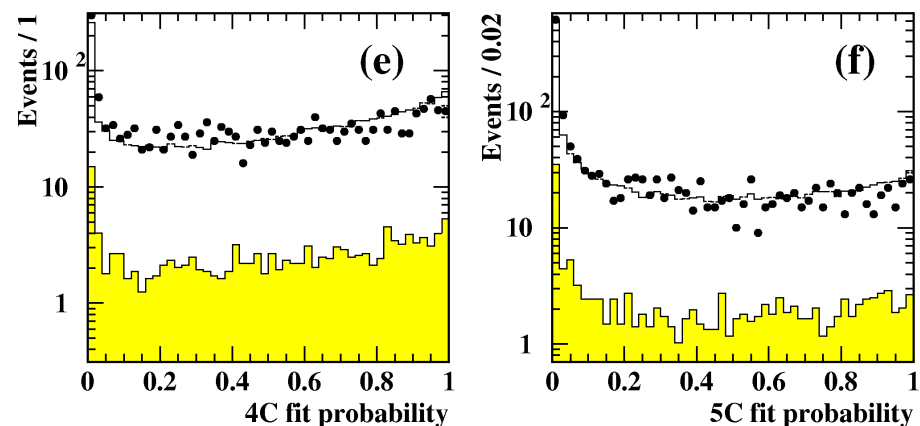 Events / 1
10 2
10
1
(e)
0 0.2 0.4 0.6 0.8 1
4C fit probability
Events / 0.02
10 2
10
1
(f)
0 0.2 0.4 0.6 0.8 1
5C fit probability